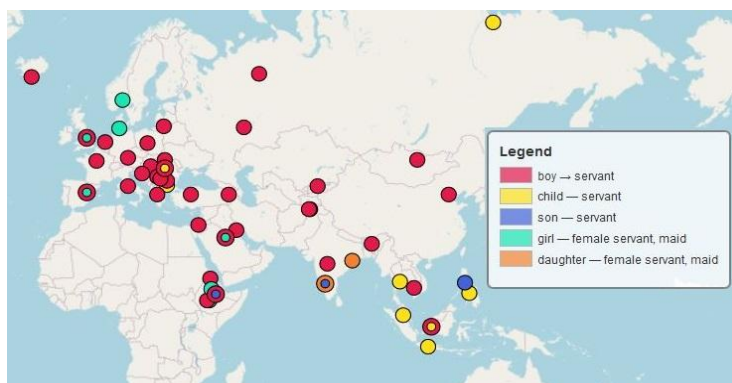 Legend
boy → servant
child — servant
son — servant
girl — female servant, maid
daughter — female servant, maid